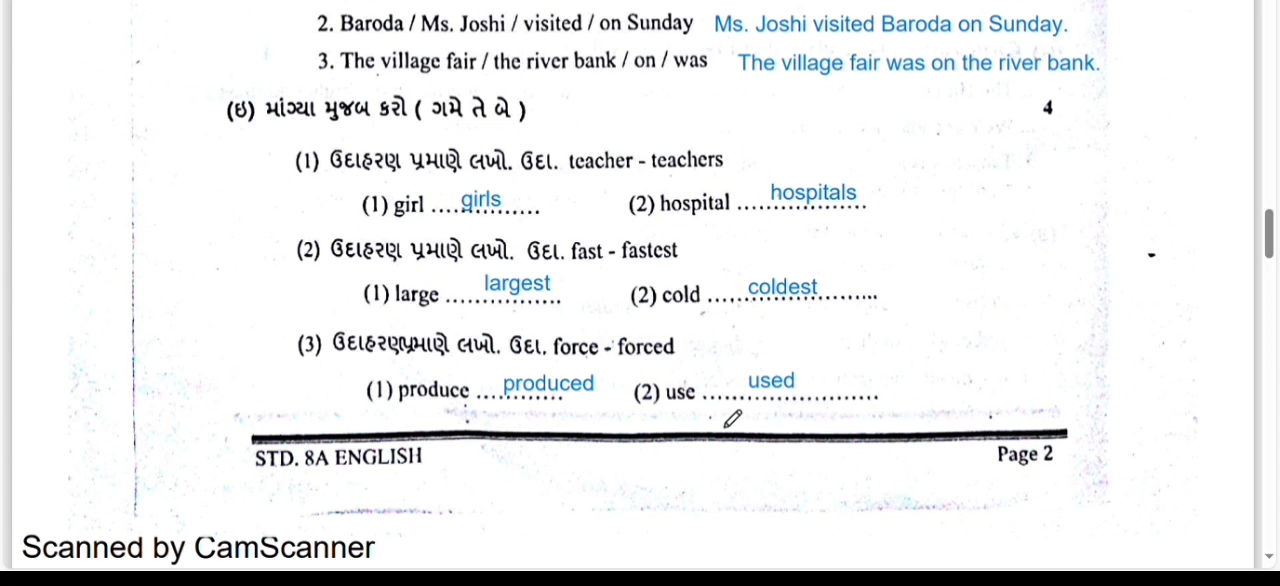 2. Baroda / Ms. Joshi / visited / on Sunday Ms. Joshi visited Baroda on Sunday.
3. The village fair / the river bank / on / was The village fair was on the river bank.
(ઇ) માંગ્યા મુજબ કરો ( ગમે તે બે ) 4
(1) ઉદાહરણ પ્રમાણે લખો. ઉદા. teacher - teachers
(1) girl ....girls...... (2) hospital ....hospitals....
(2) ઉદાહરણ પ્રમાણે લખો. ઉદા. fast - fastest
(1) large ....largest.... (2) cold ......coldest.........
(3) ઉદાહરણપ્રમાણે લખો. ઉદા. force - forced
(1) produce ....produced (2) use ....used....
STD. 8A ENGLISH Page 2
Scanned by CamScanner